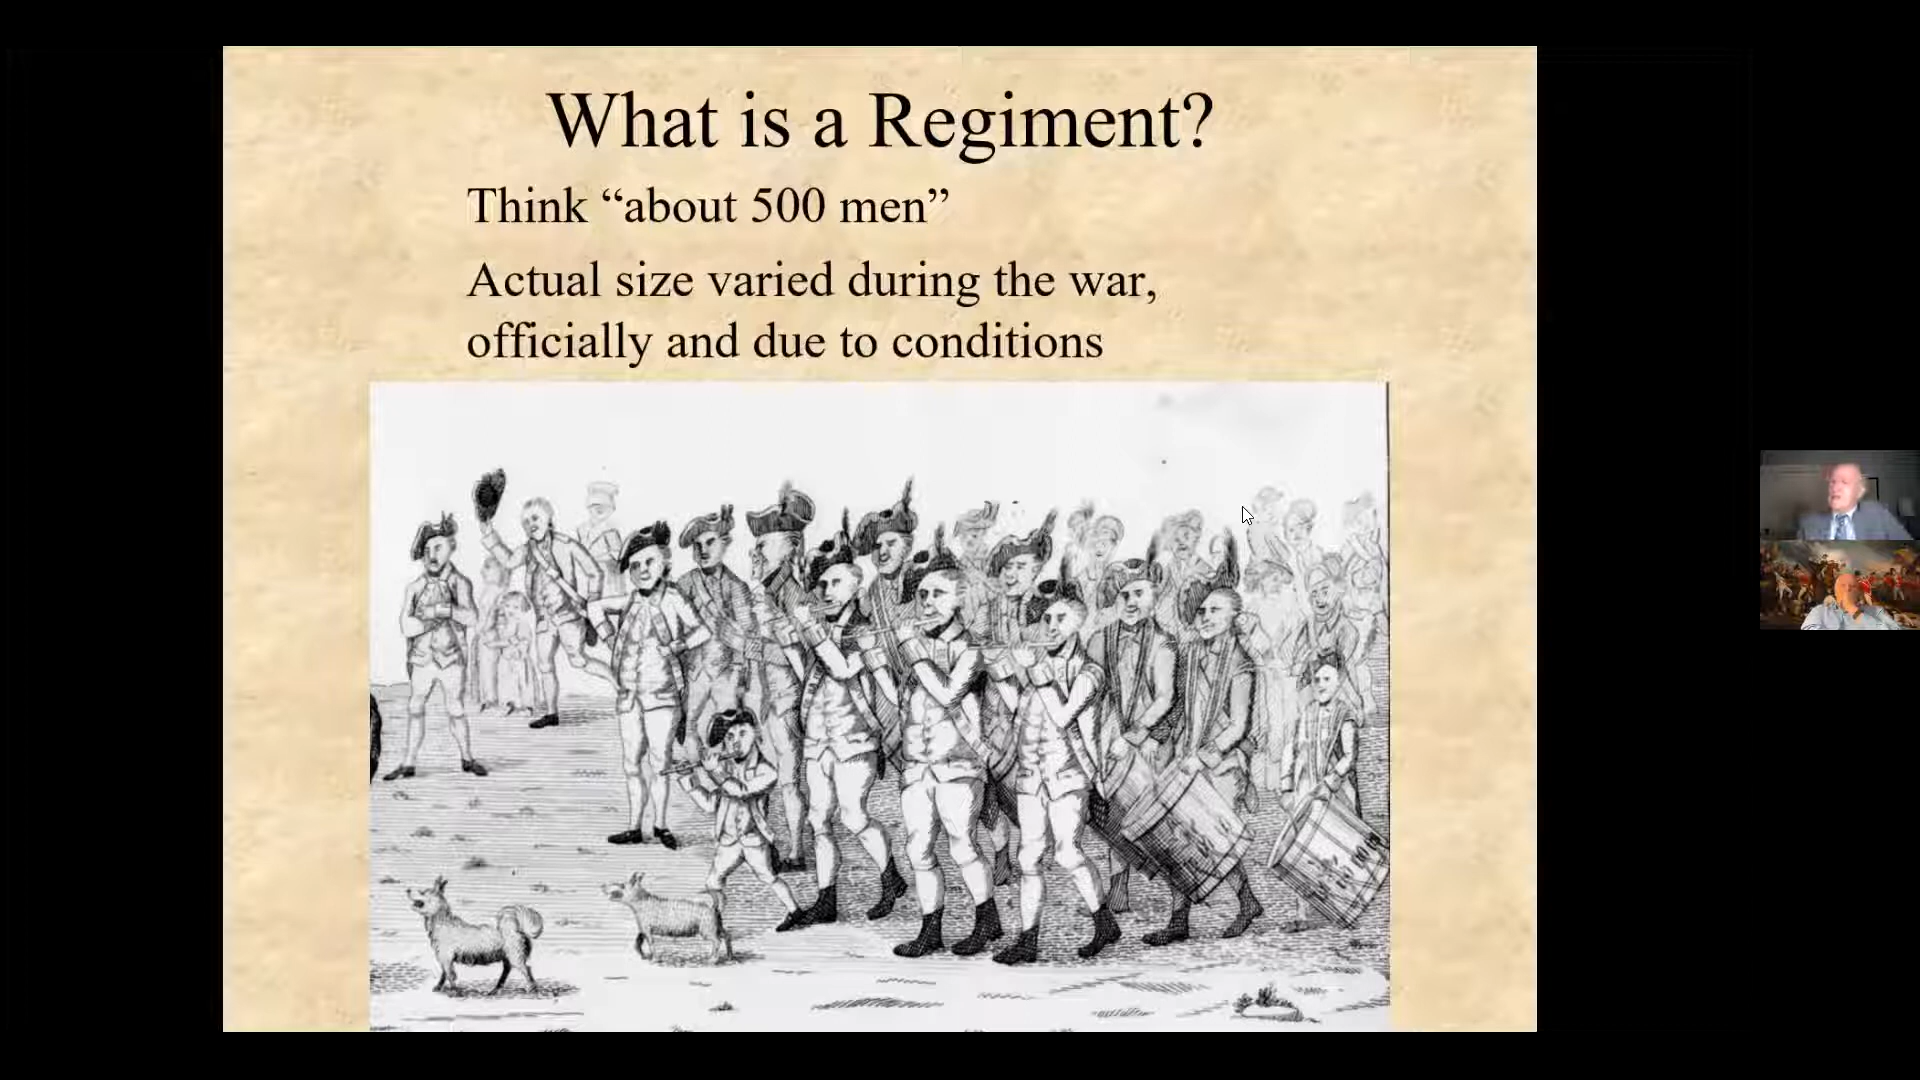 What is a Regiment?
Think “about 500 men”
Actual size varied during the war,
officially and due to conditions